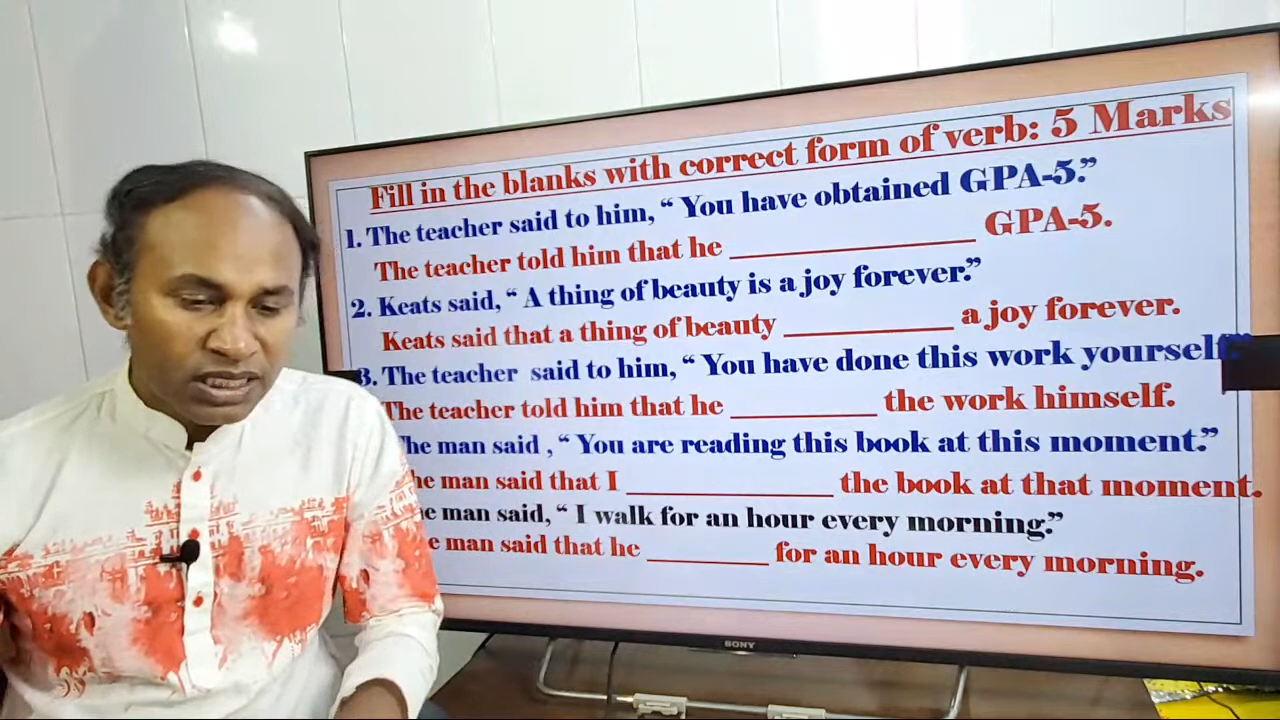 Fill in the blanks with correct form of verb: 5 Marks
1. The teacher said to him, “ You have obtained GPA-5.”
The teacher told him that he ____________ GPA-5.
2. Keats said, “ A thing of beauty is a joy forever.”
Keats said that a thing of beauty ____________ a joy forever.
3. The teacher said to him, “ You have done this work yourself.”
The teacher told him that he __________ the work himself.
The man said , “ You are reading this book at this moment.”
he man said that I ______________ the book at that moment.
e man said, “ I walk for an hour every morning.”
e man said that he _________ for an hour every morning.
SONY